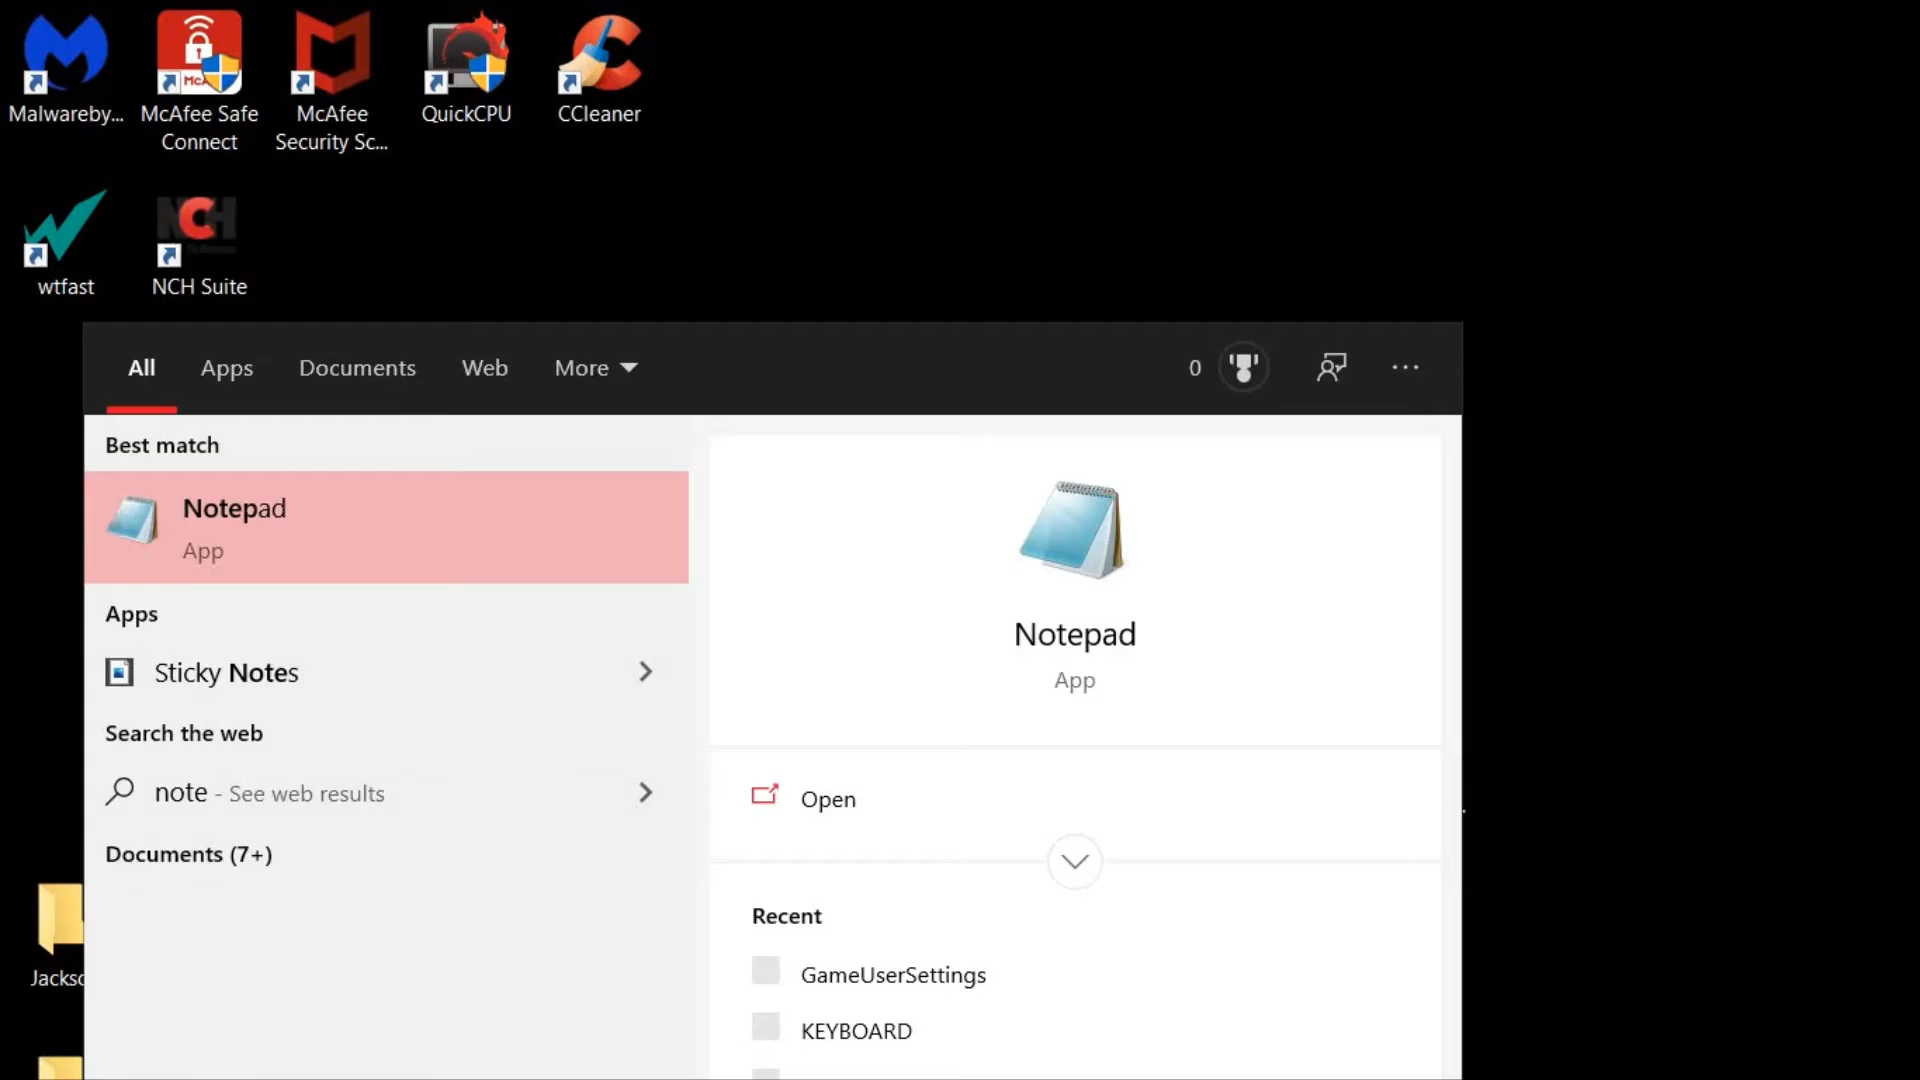 Malwareby...
McAfee Safe
Connect
McAfee
Security Sc...
QuickCPU
CCleaner
wtfast
NCH Suite
All
Apps
Documents
Web
More
0
Best match
Notepad
App
Apps
Sticky Notes
Search the web
note - See web results
Documents (7+)
Notepad
App
Open
Recent
GameUserSettings
KEYBOARD
Jackso